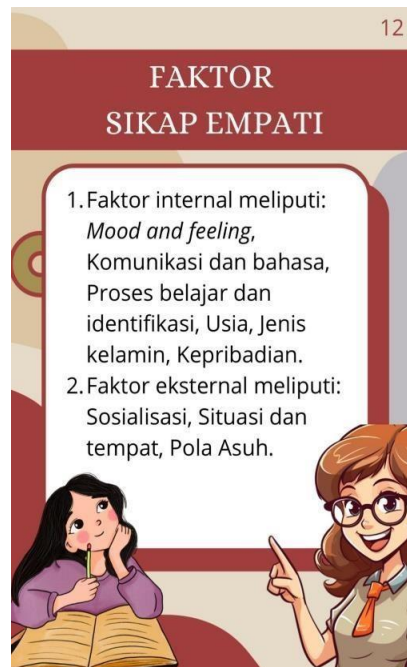 12
FAKTOR
SIKAP EMPATI
1. Faktor internal meliputi:
Mood and feeling,
Komunikasi dan bahasa,
Proses belajar dan
identifikasi, Usia, Jenis
kelamin, Kepribadian.
2. Faktor eksternal meliputi:
Sosialisasi, Situasi dan
tempat, Pola Asuh.